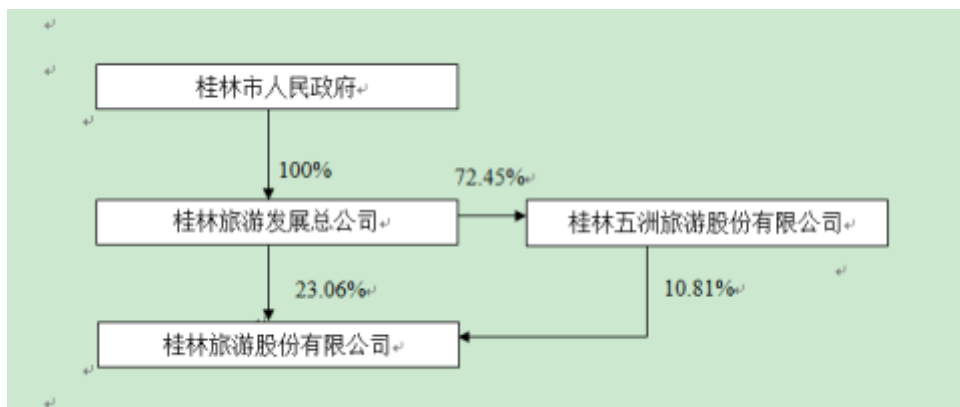 桂林市人民政府
100%
72.45%
桂林旅游发展总公司
桂林五洲旅游股份有限公司
23.06%
10.81%
桂林旅游股份有限公司